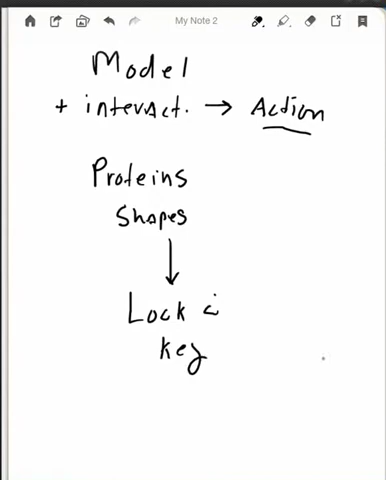 My Note 2
Model
+ interact. → Action
Proteins
Shapes
↓
Lock &
key